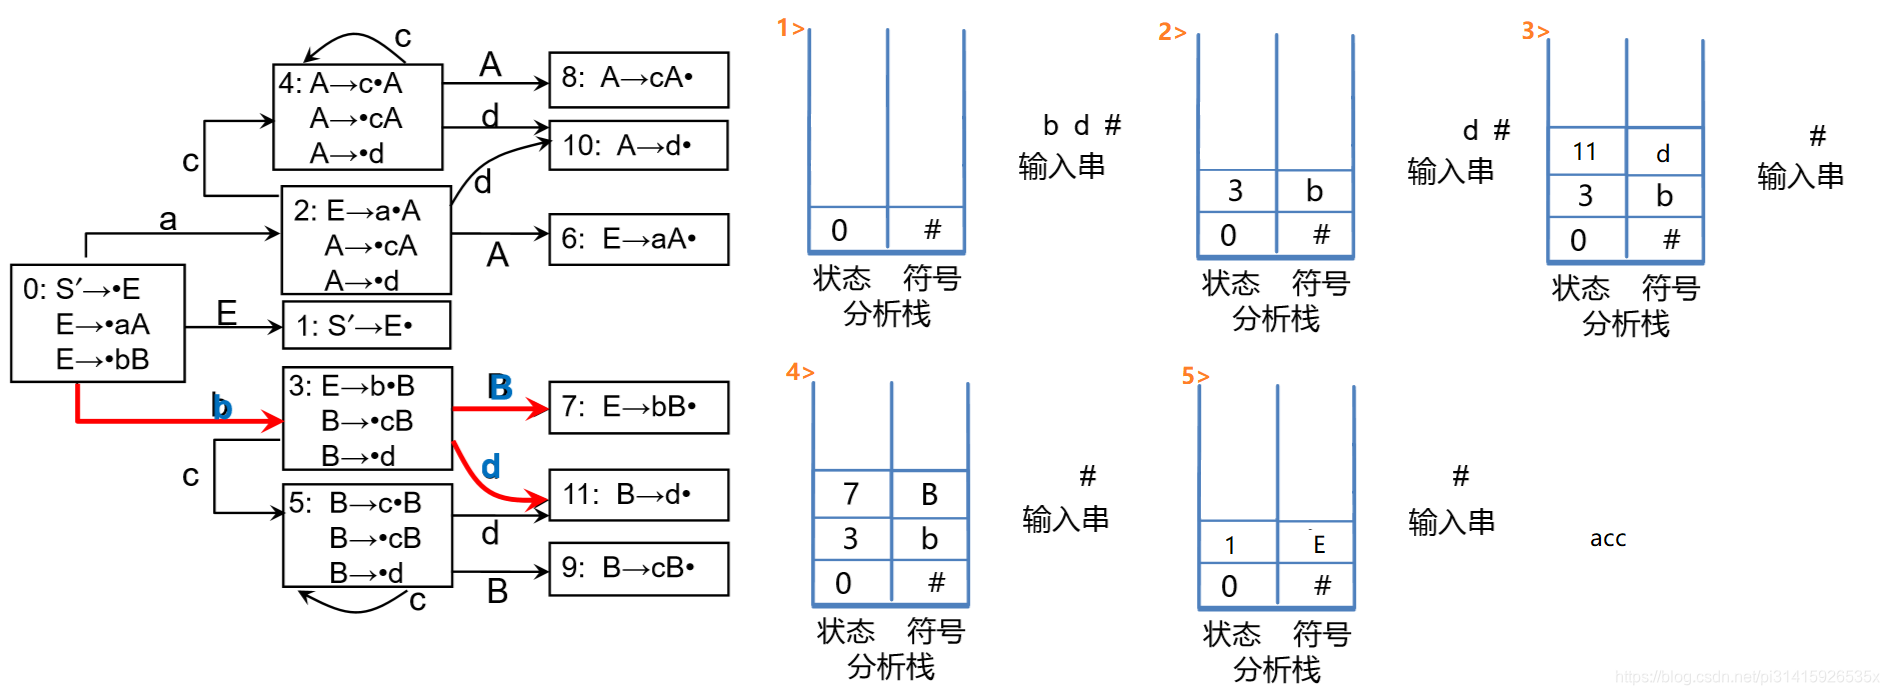 c
4: A→c•A
A→•cA
A→•d
A
8: A→cA•
d
10: A→d•
c
d
2: E→a•A
A→•cA
A→•d
a
A
6: E→aA•
0: S′→•E
E→•aA
E→•bB
E
1: S′→E•
b
3: E→b•B
B→•cB
B→•d
B
7: E→bB•
d
11: B→d•
c
5: B→c•B
B→•cB
B→•d
d
B
9: B→cB•
c
1>
b d #
输入串
0 #
状态 符号
分析栈
2>
d #
输入串
3 b
0 #
状态 符号
分析栈
3>
#
输入串
11 d
3 b
0 #
状态 符号
分析栈
4>
#
输入串
7 B
3 b
0 #
状态 符号
分析栈
5>
#
输入串
1 E
0 #
状态 符号
分析栈
acc
https://blog.csdn.net/pi31415926535x